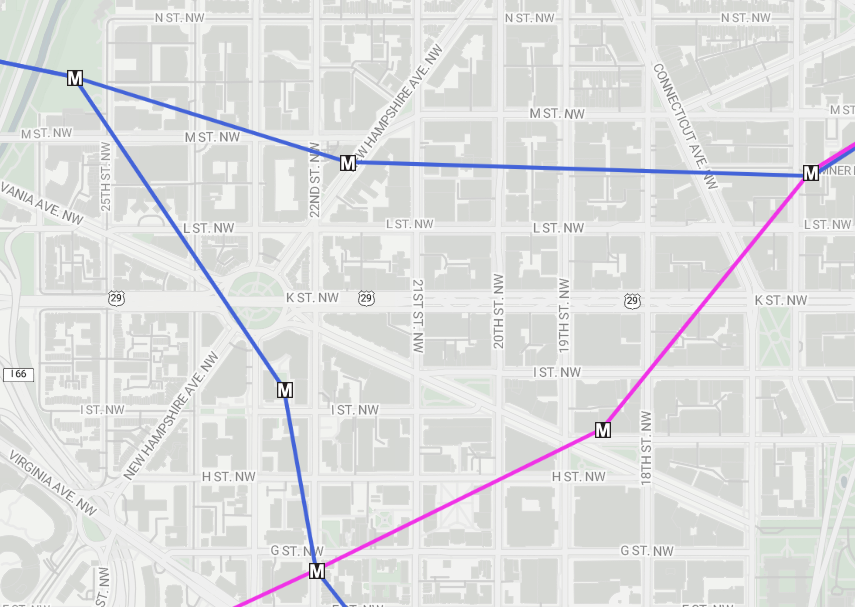 N ST. NW
N ST. NW
N ST. NW
NEW HAMPSHIRE AVE. NW
CONNECTICUT AVE. NW
M
M ST. NW
M ST
M ST. NW
M ST. NW
25TH ST. NW
22ND ST. NW
M
M
VANIA AVE. NW
L ST. NW
L ST. NW
L ST. NW
L ST. NW
29
K ST. NW
29
21ST ST. NW
20TH ST. NW
19TH ST. NW
29
K ST. NW
I 66
I ST. NW
M
NEW HAMPSHIRE AVE. NW
I ST. NW
I ST. NW
M
18TH ST. NW
VIRGINIA AVE. NW
H ST. NW
H ST. NW
G ST. NW
G ST. NW
M
ST. NW